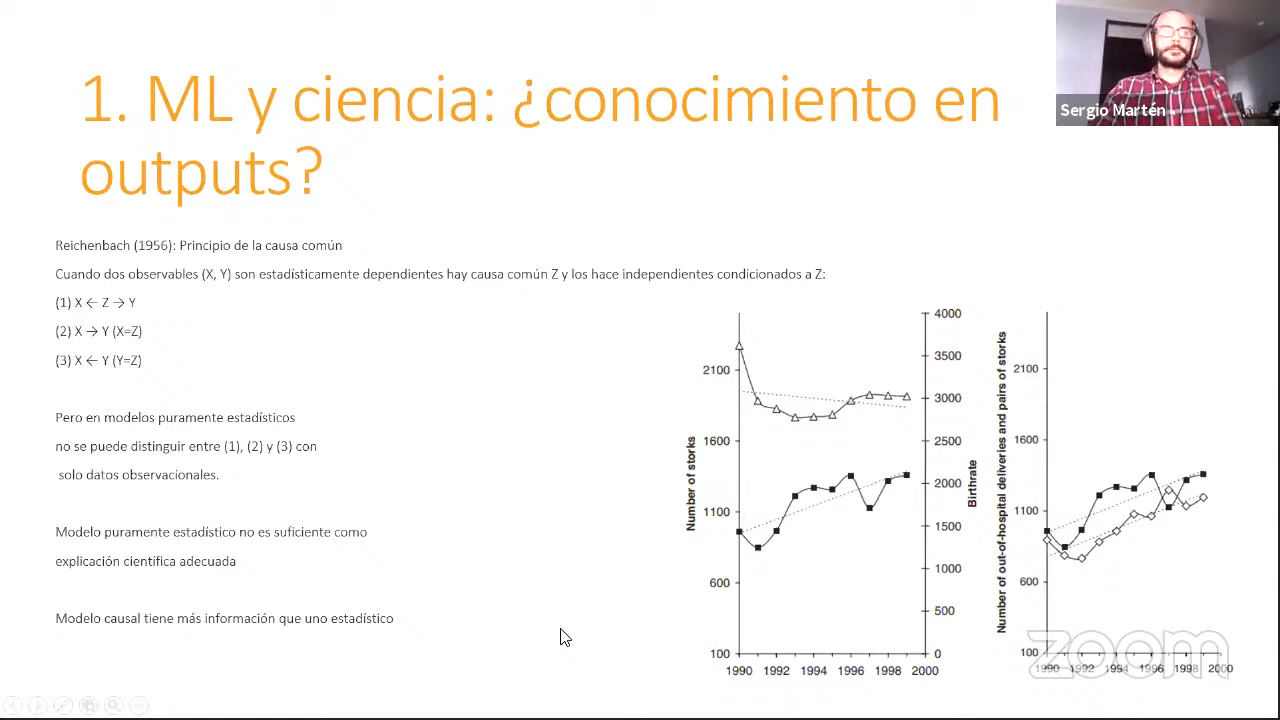 1. ML y ciencia: ¿conocimiento en
outputs?
Sergio Martén
Reichenbach (1956): Principio de la causa común
Cuando dos observables (X, Y) son estadísticamente dependientes hay causa común Z y los hace independientes condicionados a Z:
(1) X ← Z → Y
(2) X → Y (X=Z)
(3) X ← Y (Y=Z)
Pero en modelos puramente estadísticos
no se puede distinguir entre (1), (2) y (3) con
solo datos observacionales.
Modelo puramente estadístico no es suficiente como
explicación científica adecuada
Modelo causal tiene más información que uno estadístico
Number of storks
2100
1600
1100
600
100
4000
3500
3000
2500
2000
1500
1000
500
0
Birthrate
1990 1992 1994 1996 1998 2000
Number of out-of-hospital deliveries and pairs of storks
2100
1600
1100
600
100
1990 1992 1994 1996 1998 2000
zoom